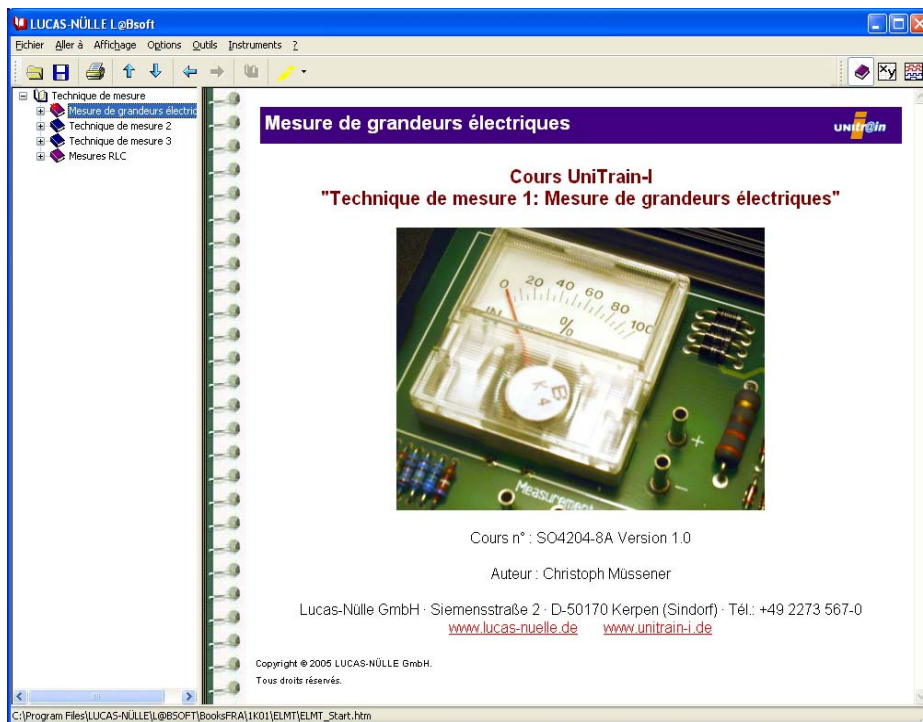 LUCAS-NÜLLE L@Bsoft
Fichier Aller à Affichage Options Outils Instruments ?
Technique de mesure
Mesure de grandeurs électric
Technique de mesure 2
Technique de mesure 3
Mesures RLC
Mesure de grandeurs électriques
UNITr@in
Cours UniTrain-I
"Technique de mesure 1: Mesure de grandeurs électriques"
0 20 40 60 80 100
%
+
-
Measurement
Cours n° : SO4204-8A Version 1.0
Auteur : Christoph Müssener
Lucas-Nülle GmbH · Siemensstraße 2 · D-50170 Kerpen (Sindorf) · Tél.: +49 2273 567-0
www.lucas-nuelle.de www.unitrain-i.de
Copyright © 2005 LUCAS-NÜLLE GmbH.
Tous droits réservés.
C:\Program Files\LUCAS-NÜLLE\L@BSOFT\BooksFRA\1K01\ELMT\ELMT_Start.htm